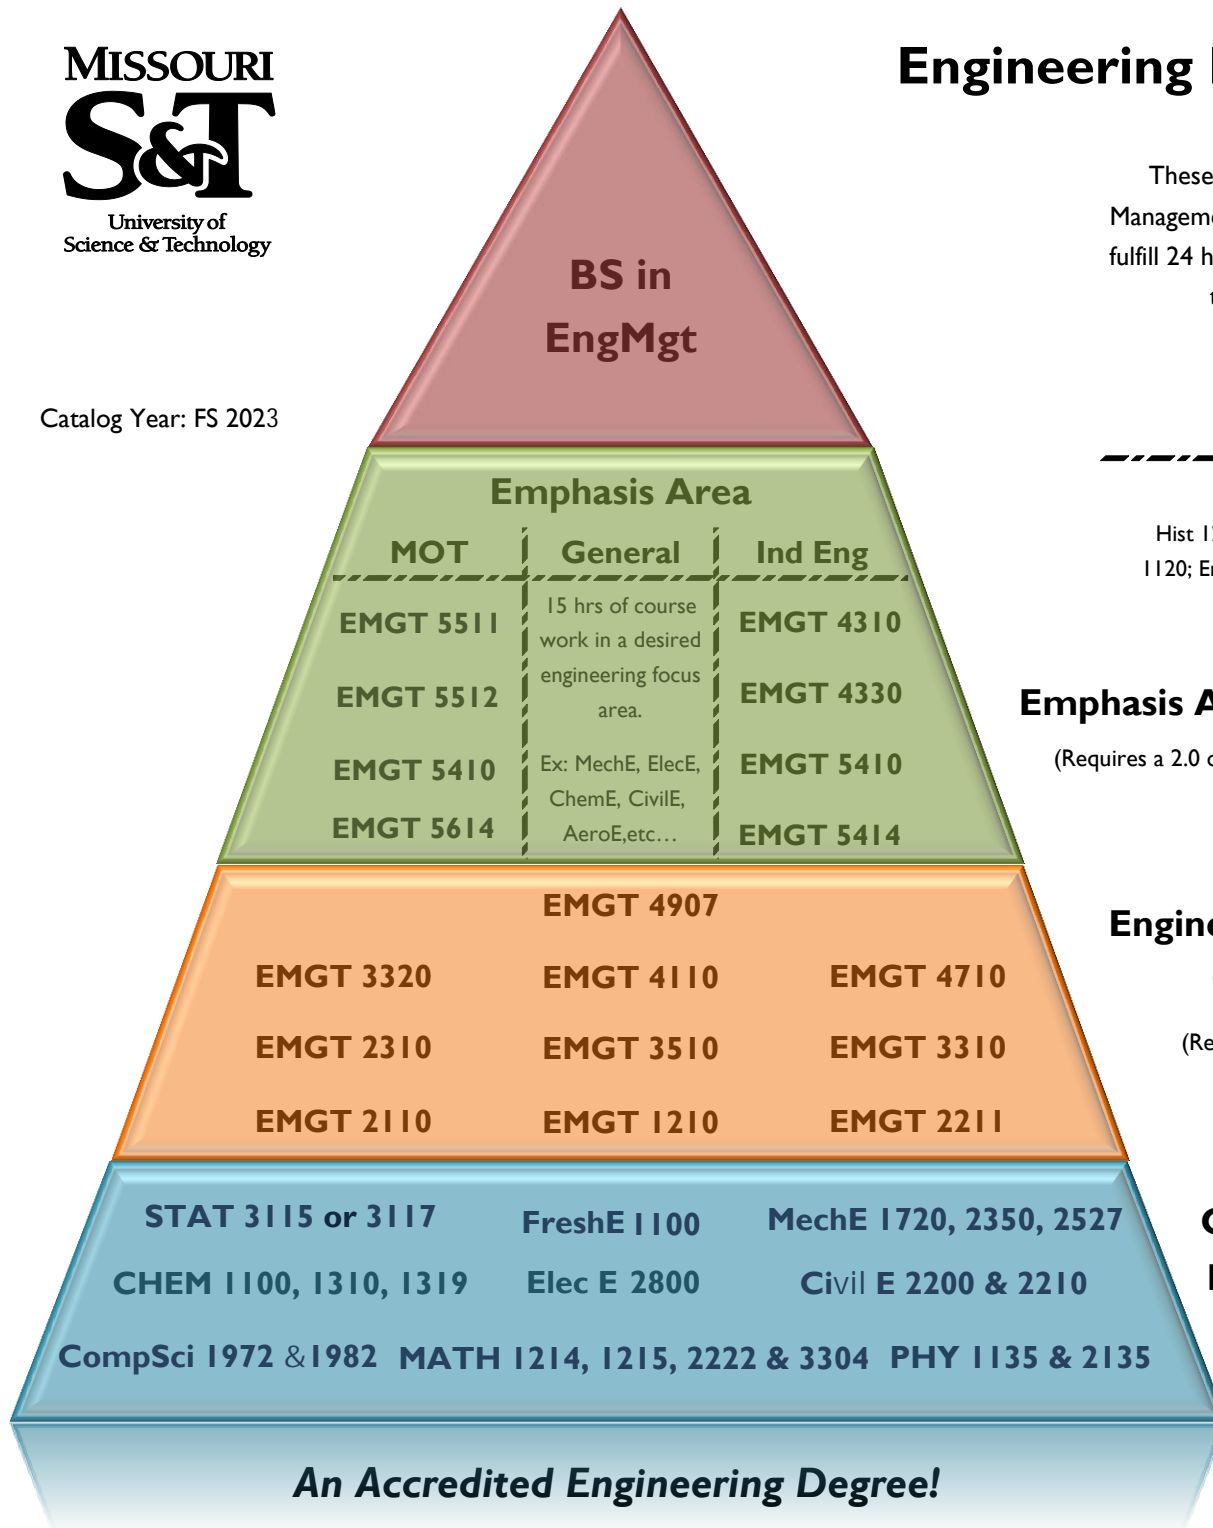 MISSOURI
S&T
University of
Science & Technology
Engineering
These
Manageme
fulfill 24 h
BS in
EngMgt
Catalog Year: FS 2023
Hist 1
1120; E
Emphasis Area
MOT General Ind Eng
EMGT 5511
EMGT 5512
EMGT 5410
EMGT 5614
15 hrs of course
work in a desired
engineering focus
area.
Ex: MechE, ElecE,
ChemE, CivilE,
AeroE,etc…
EMGT 4310
EMGT 4330
EMGT 5410
EMGT 5414
Emphasis A
(Requires a 2.0
EMGT 4907
EMGT 3320 EMGT 4110 EMGT 4710
EMGT 2310 EMGT 3510 EMGT 3310
EMGT 2110 EMGT 1210 EMGT 2211
Engine
(Re
STAT 3115 or 3117 FreshE 1100 MechE 1720, 2350, 2527
CHEM 1100, 1310, 1319 Elec E 2800 Civil E 2200 & 2210
CompSci 1972 &1982 MATH 1214, 1215, 2222 & 3304 PHY 1135 & 2135
An Accredited Engineering Degree!